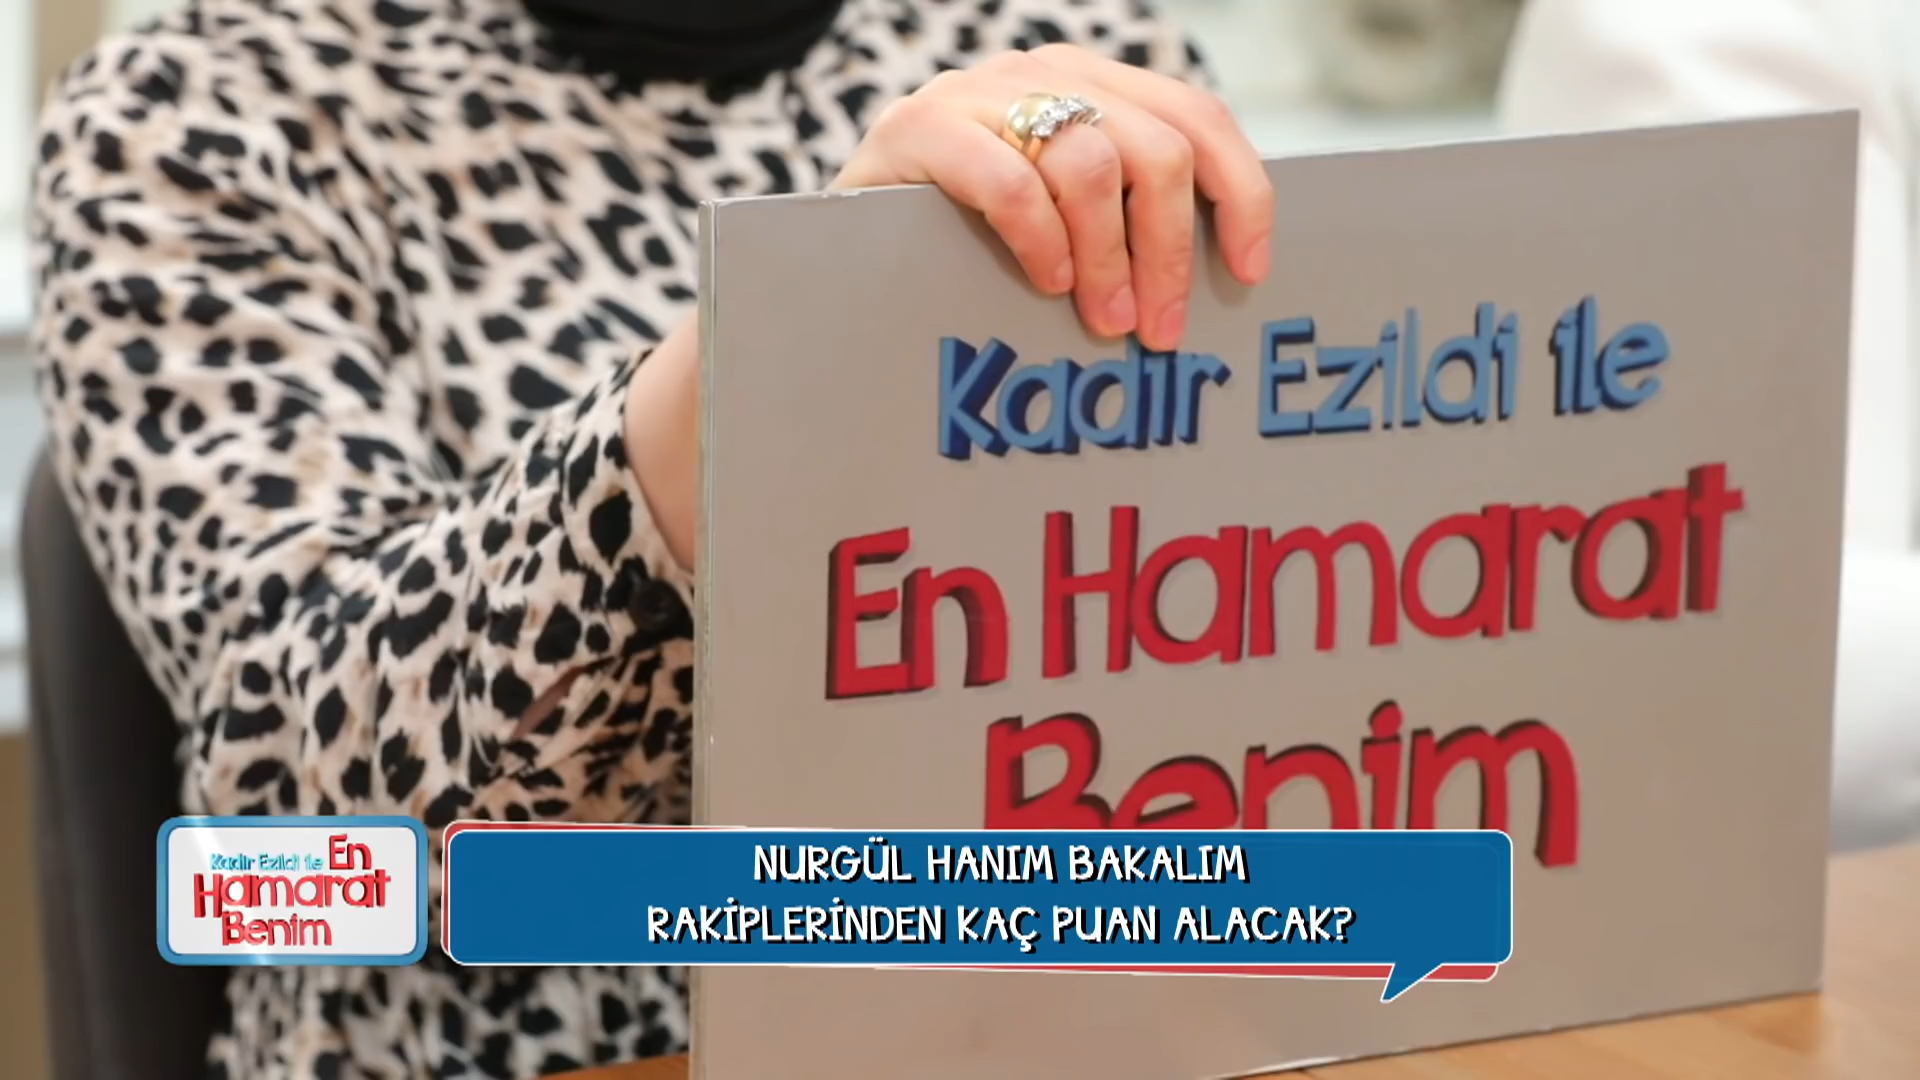 Kadir Ezildi ile
En Hamarat
Benim
Kadir Ezildi ile En
Hamarat
Benim
NURGÜL HANIM BAKALIM
RAKİPLERİNDEN KAÇ PUAN ALACAK?